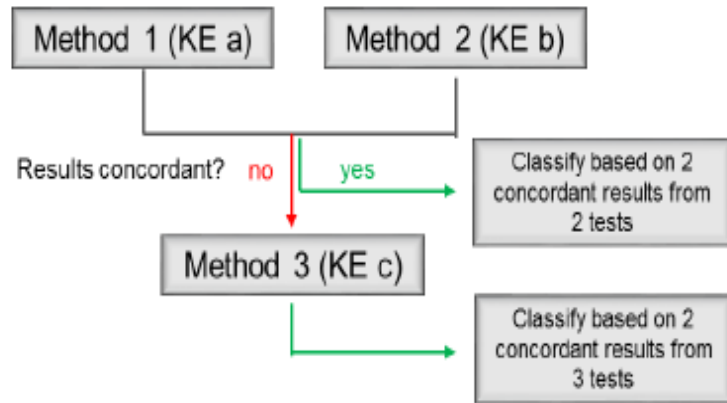 Method 1 (KE a)
Method 2 (KE b)
Results concordant?
no
yes
Classify based on 2
concordant results from
2 tests
Method 3 (KE c)
Classify based on 2
concordant results from
3 tests